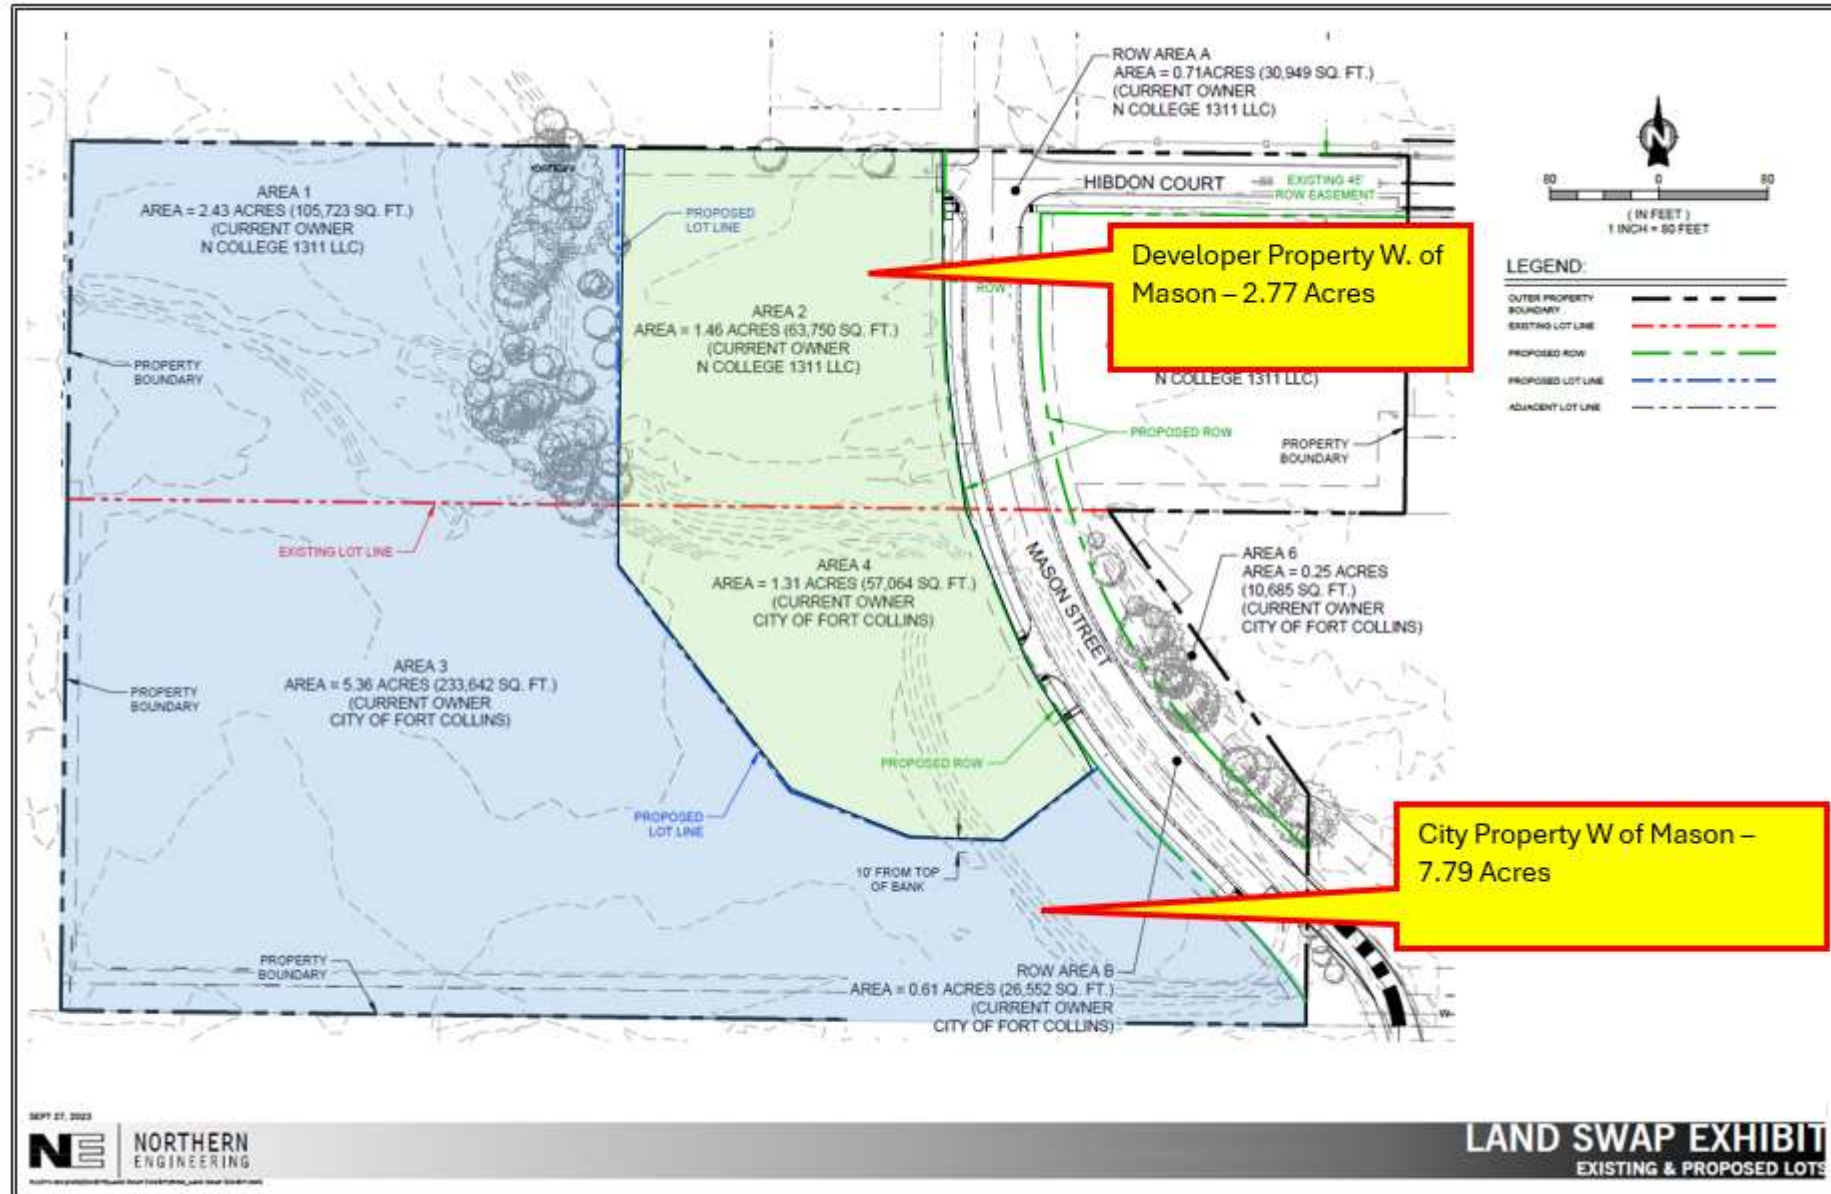 ROW AREA A
AREA = 0.71ACRES (30,949 SQ. FT.)
(CURRENT OWNER
N COLLEGE 1311 LLC)
AREA 1
AREA = 2.43 ACRES (105,723 SQ. FT.)
(CURRENT OWNER
N COLLEGE 1311 LLC)
PROPOSED
LOT LINE
HIBDON COURT
EXISTING 45'
ROW EASEMENT
N
80 0 80
( IN FEET )
1 INCH = 80 FEET
LEGEND:
OUTER PROPERTY
BOUNDARY
EXISTING LOT LINE
PROPOSED ROW
PROPOSED LOT LINE
ADJACENT LOT LINE
Developer Property W. of
Mason – 2.77 Acres
ROW
AREA 2
AREA = 1.46 ACRES (63,750 SQ. FT.)
(CURRENT OWNER
N COLLEGE 1311 LLC)
N COLLEGE 1311 LLC)
PROPERTY
BOUNDARY
PROPOSED ROW
PROPERTY
BOUNDARY
EXISTING LOT LINE
MASON STREET
AREA 6
AREA = 0.25 ACRES
(10,685 SQ. FT.)
(CURRENT OWNER
CITY OF FORT COLLINS)
AREA 4
AREA = 1.31 ACRES (57,064 SQ. FT.)
(CURRENT OWNER
CITY OF FORT COLLINS)
AREA 3
AREA = 5.36 ACRES (233,642 SQ. FT.)
(CURRENT OWNER
CITY OF FORT COLLINS)
PROPERTY
BOUNDARY
PROPOSED ROW
PROPOSED
LOT LINE
10' FROM TOP
OF BANK
City Property W of Mason –
7.79 Acres
PROPERTY
BOUNDARY
ROW AREA B
AREA = 0.61 ACRES (26,552 SQ. FT.)
(CURRENT OWNER
CITY OF FORT COLLINS)
W
SEPT 27, 2023
NE
NORTHERN
ENGINEERING
LAND SWAP EXHIBIT
EXISTING & PROPOSED LOTS